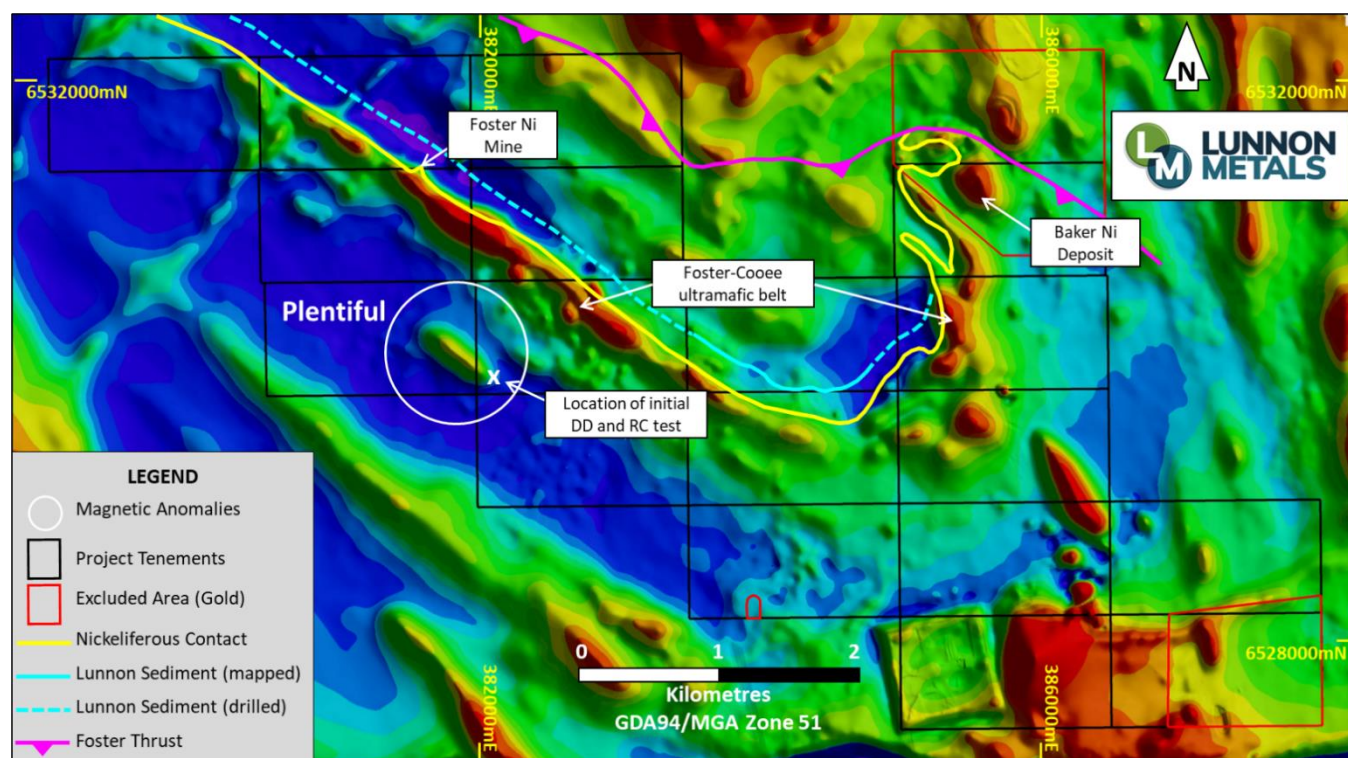 382000mE
386000mE
N
6532000mN
6532000mN
Foster Ni
Mine
LM
LUNNON
METALS
Baker Ni
Deposit
Foster-Cooee
ultramafic belt
Plentiful
X
Location of initial
DD and RC test
LEGEND
Magnetic Anomalies
Project Tenements
Excluded Area (Gold)
Nickeliferous Contact
Lunnon Sediment (mapped)
Lunnon Sediment (drilled)
Foster Thrust
0 1 2
Kilometres
GDA94/MGA Zone 51
6528000mN
382000mE
386000mE